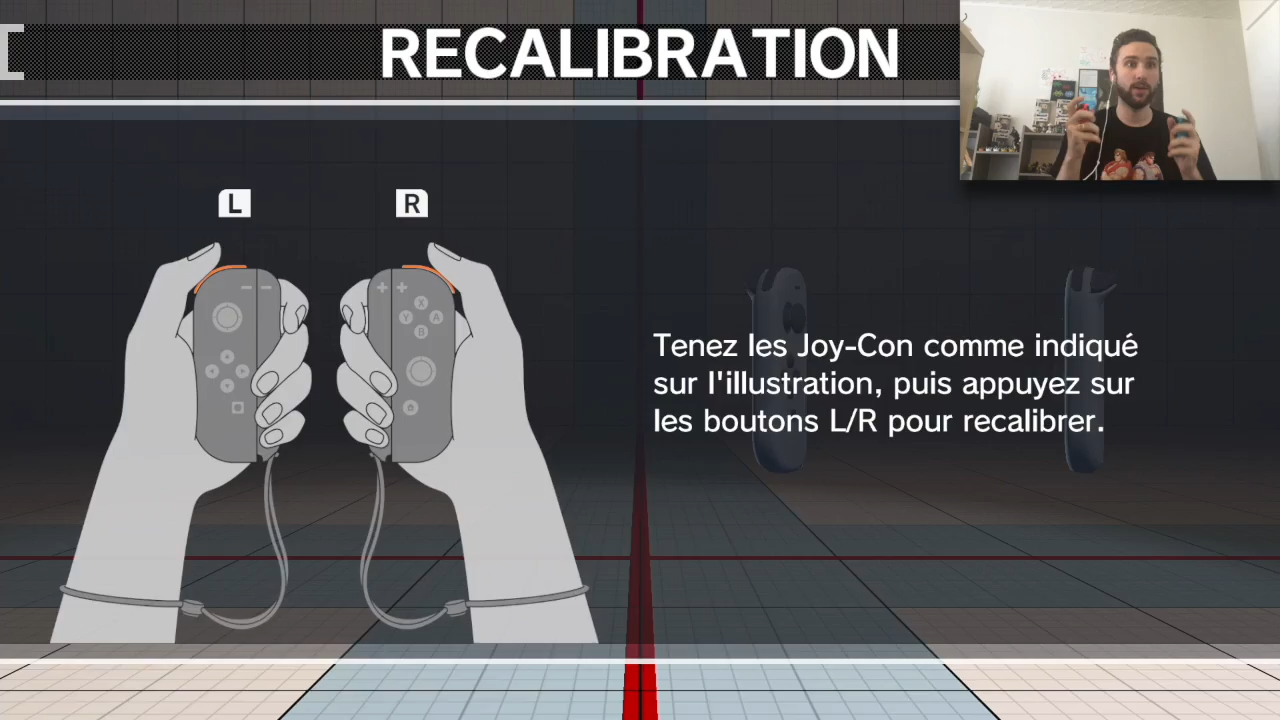 RECALIBRATION
L
R
Y
X
A
B
Tenez les Joy-Con comme indiqué
sur l'illustration, puis appuyez sur
les boutons L/R pour recalibrer.